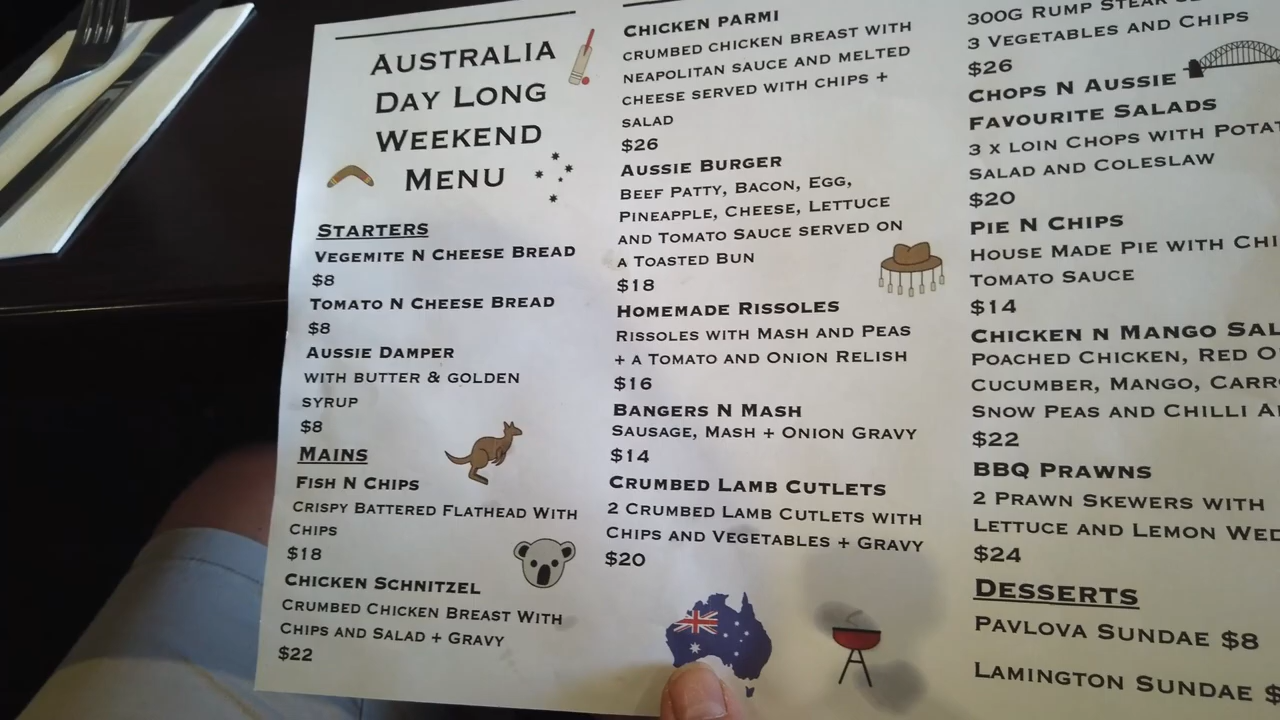 AUSTRALIA
DAY LONG
WEEKEND
MENU
STARTERS
VEGEMITE N CHEESE BREAD
$8
TOMATO N CHEESE BREAD
$8
AUSSIE DAMPER
WITH BUTTER & GOLDEN
SYRUP
$8
MAINS
FISH N CHIPS
CRISPY BATTERED FLATHEAD WITH
CHIPS
$18
CHICKEN SCHNITZEL
CRUMBED CHICKEN BREAST WITH
CHIPS AND SALAD + GRAVY
$22
CHICKEN PARMI
CRUMBED CHICKEN BREAST WITH
NEAPOLITAN SAUCE AND MELTED
CHEESE SERVED WITH CHIPS +
SALAD
$26
AUSSIE BURGER
BEEF PATTY, BACON, EGG,
PINEAPPLE, CHEESE, LETTUCE
AND TOMATO SAUCE SERVED ON
A TOASTED BUN
$18
HOMEMADE RISSOLES
RISSOLES WITH MASH AND PEAS
+ A TOMATO AND ONION RELISH
$16
BANGERS N MASH
SAUSAGE, MASH + ONION GRAVY
$14
CRUMBED LAMB CUTLETS
2 CRUMBED LAMB CUTLETS WITH
CHIPS AND VEGETABLES + GRAVY
$20
300G RUMP STEAK
3 VEGETABLES AND CHIPS
$26
CHOPS N AUSSIE
FAVOURITE SALADS
3 X LOIN CHOPS WITH POTA
SALAD AND COLESLAW
$20
PIE N CHIPS
HOUSE MADE PIE WITH CHI
TOMATO SAUCE
$14
CHICKEN N MANGO SAL
POACHED CHICKEN, RED O
CUCUMBER, MANGO, CARR
SNOW PEAS AND CHILLI A
$22
BBQ PRAWNS
2 PRAWN SKEWERS WITH
LETTUCE AND LEMON WED
$24
DESSERTS
PAVLOVA SUNDAE $8
LAMINGTON SUNDAE $